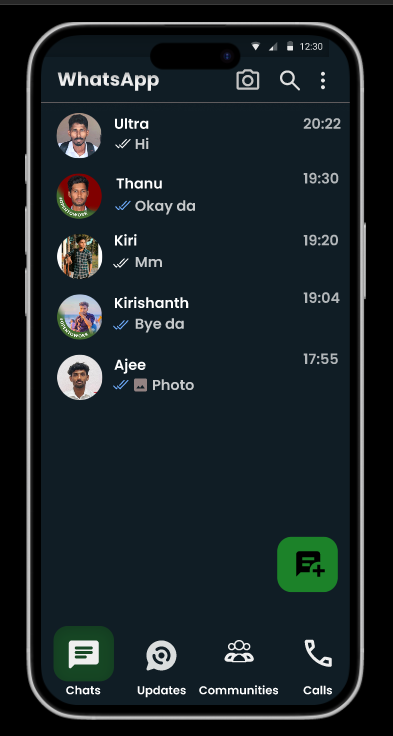 12:30
WhatsApp
Ultra 20:22
Hi
Thanu 19:30
Okay da
Kiri 19:20
Mm
Kirishanth 19:04
Bye da
Ajee 17:55
Photo
Chats Updates Communities Calls